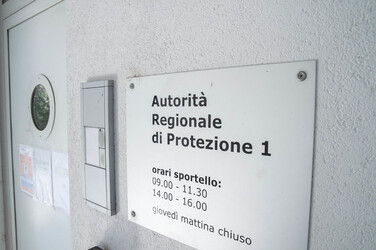 Autorità
Regionale
di Protezione 1
orari sportello:
09.00 - 11.30
14.00 - 16.00
giovedì mattina chiuso